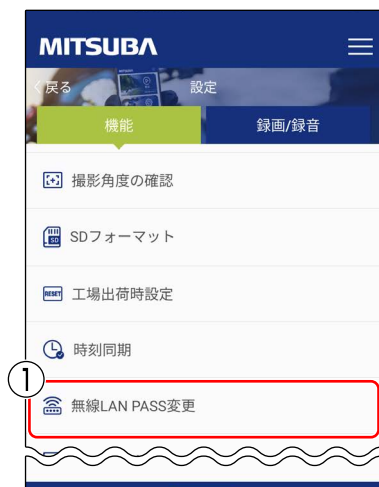 MITSUBA
戻る
設定
機能
録画/録音
撮影角度の確認
SD
SDフォーマット
RESET
工場出荷時設定
時刻同期
①
無線LAN PASS変更